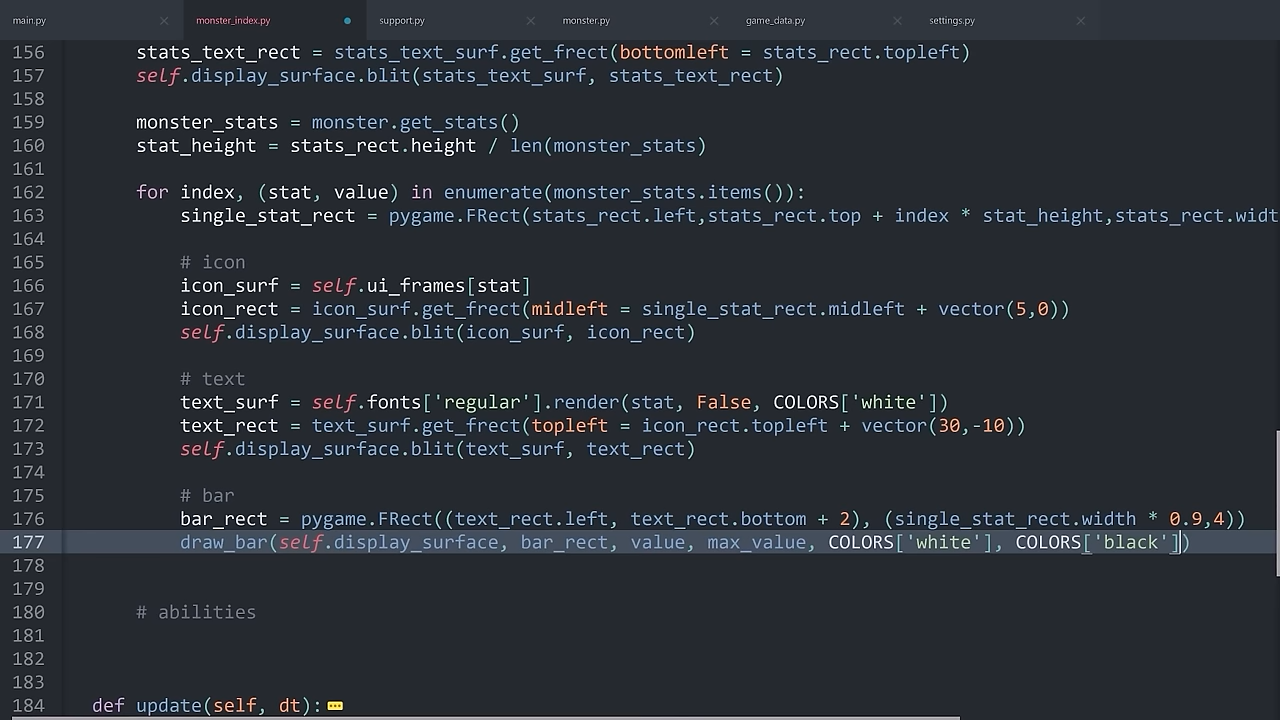 main.py monster_index.py support.py monster.py game_data.py settings.py
156 stats_text_rect = stats_text_surf.get_frect(bottomleft = stats_rect.topleft)
157 self.display_surface.blit(stats_text_surf, stats_text_rect)
158
159 monster_stats = monster.get_stats()
160 stat_height = stats_rect.height / len(monster_stats)
161
162 for index, (stat, value) in enumerate(monster_stats.items()):
163 single_stat_rect = pygame.FRect(stats_rect.left,stats_rect.top + index * stat_height,stats_rect.widt
164
165 # icon
166 icon_surf = self.ui_frames[stat]
167 icon_rect = icon_surf.get_frect(midleft = single_stat_rect.midleft + vector(5,0))
168 self.display_surface.blit(icon_surf, icon_rect)
169
170 # text
171 text_surf = self.fonts['regular'].render(stat, False, COLORS['white'])
172 text_rect = text_surf.get_frect(topleft = icon_rect.topleft + vector(30,-10))
173 self.display_surface.blit(text_surf, text_rect)
174
175 # bar
176 bar_rect = pygame.FRect((text_rect.left, text_rect.bottom + 2), (single_stat_rect.width * 0.9,4))
177 draw_bar(self.display_surface, bar_rect, value, max_value, COLORS['white'], COLORS['black'])
178
179
180 # abilities
181
182
183
184 def update(self, dt):